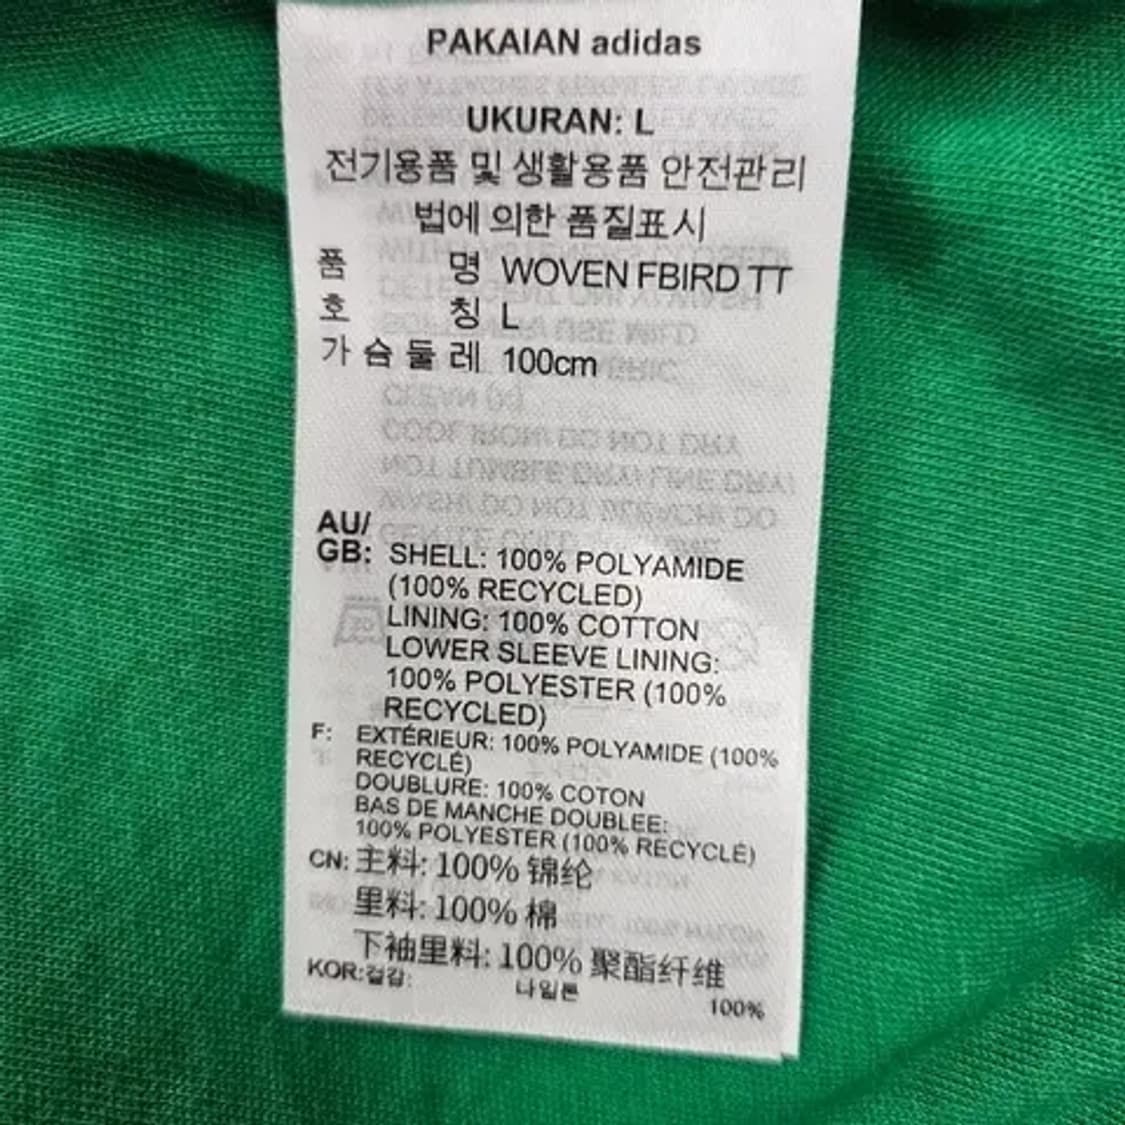 PAKAIAN adidas
UKURAN: L
전기용품 및 생활용품 안전관리
법에 의한 품질표시
품 명 WOVEN FBIRD TT
호 칭 L
가 슴 둘 레 100cm
AU/
GB: SHELL: 100% POLYAMIDE
(100% RECYCLED)
LINING: 100% COTTON
LOWER SLEEVE LINING:
100% POLYESTER (100%
RECYCLED)
F: EXTÉRIEUR: 100% POLYAMIDE (100%
RECYCLÉ)
DOUBLURE: 100% COTON
BAS DE MANCHE DOUBLEE:
100% POLYESTER (100% RECYCLÉ)
CN: 主料: 100% 锦纶
里料: 100% 棉
下袖里料: 100% 聚酯纤维
KOR:겉감: 나일론 100%